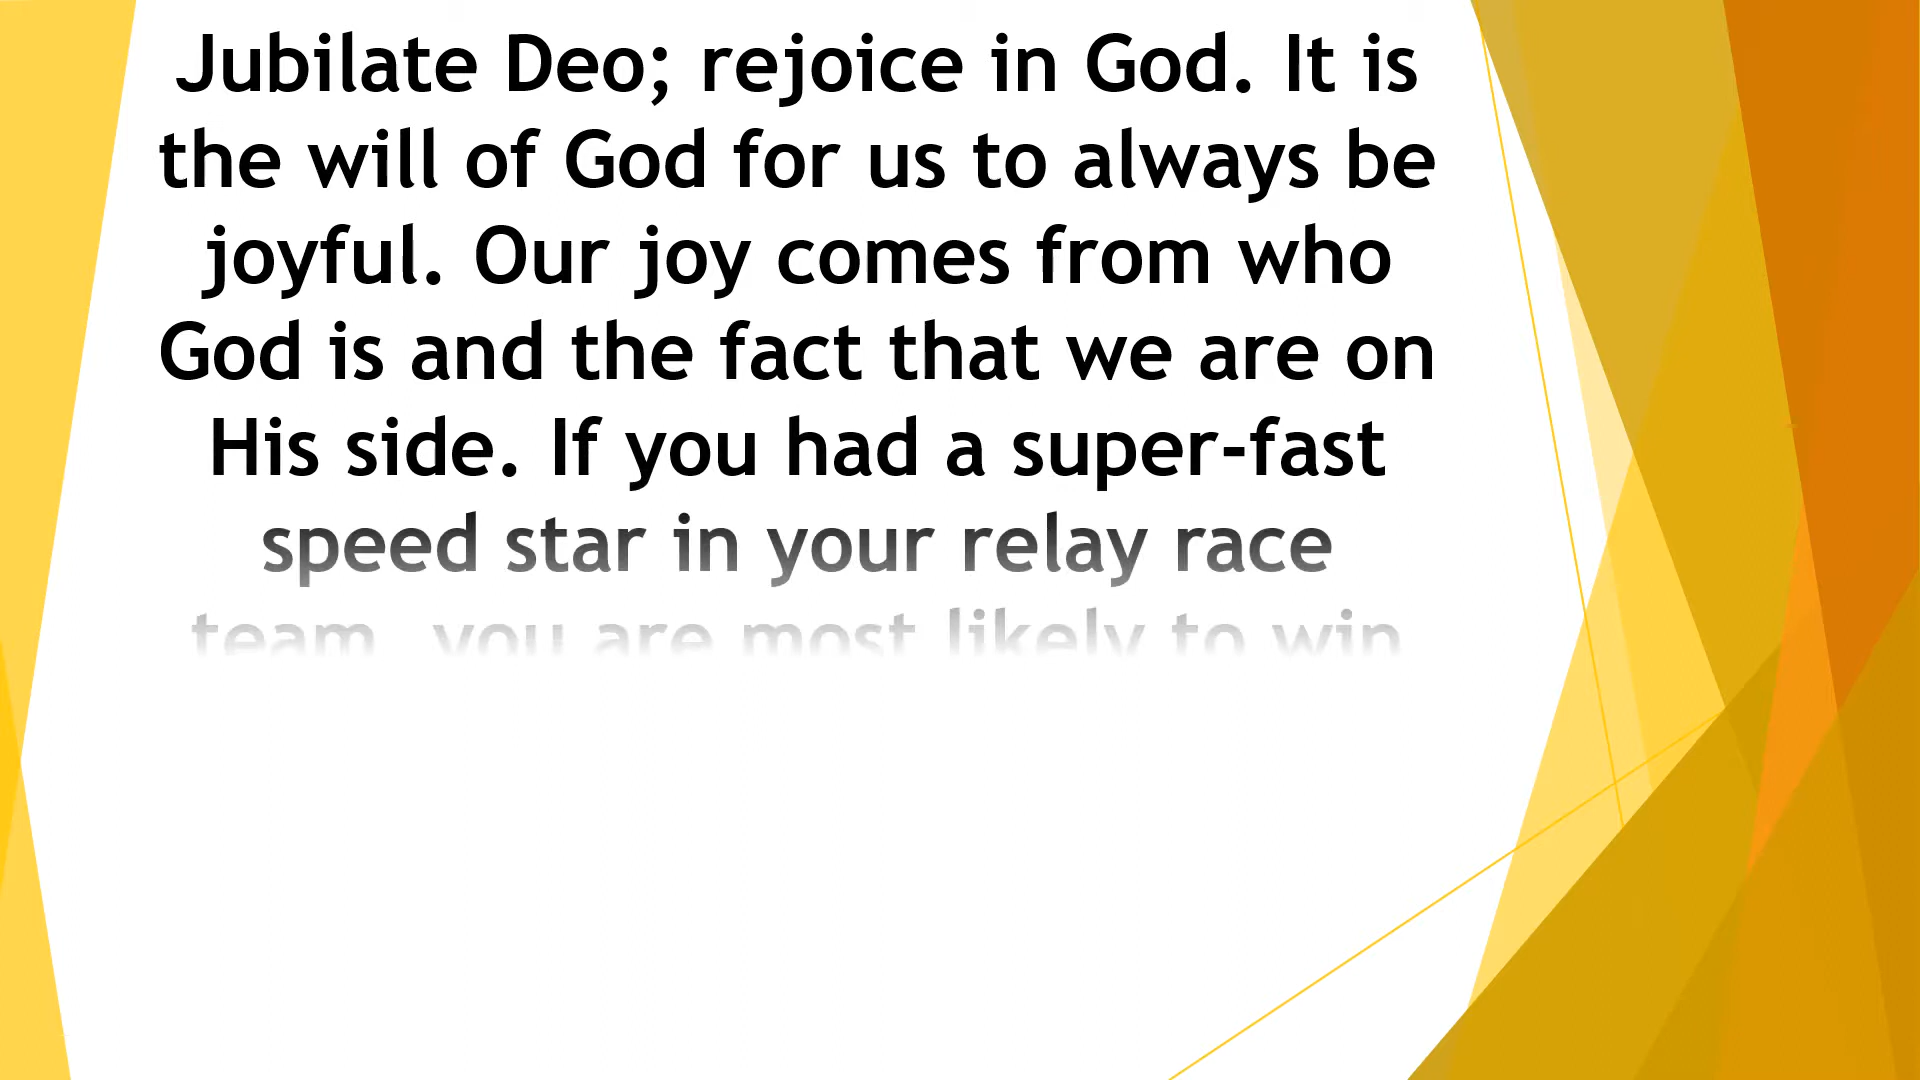 Jubilate Deo; rejoice in God. It is
the will of God for us to always be
joyful. Our joy comes from who
God is and the fact that we are on
His side. If you had a super-fast
speed star in your relay race
team, you are most likely to win